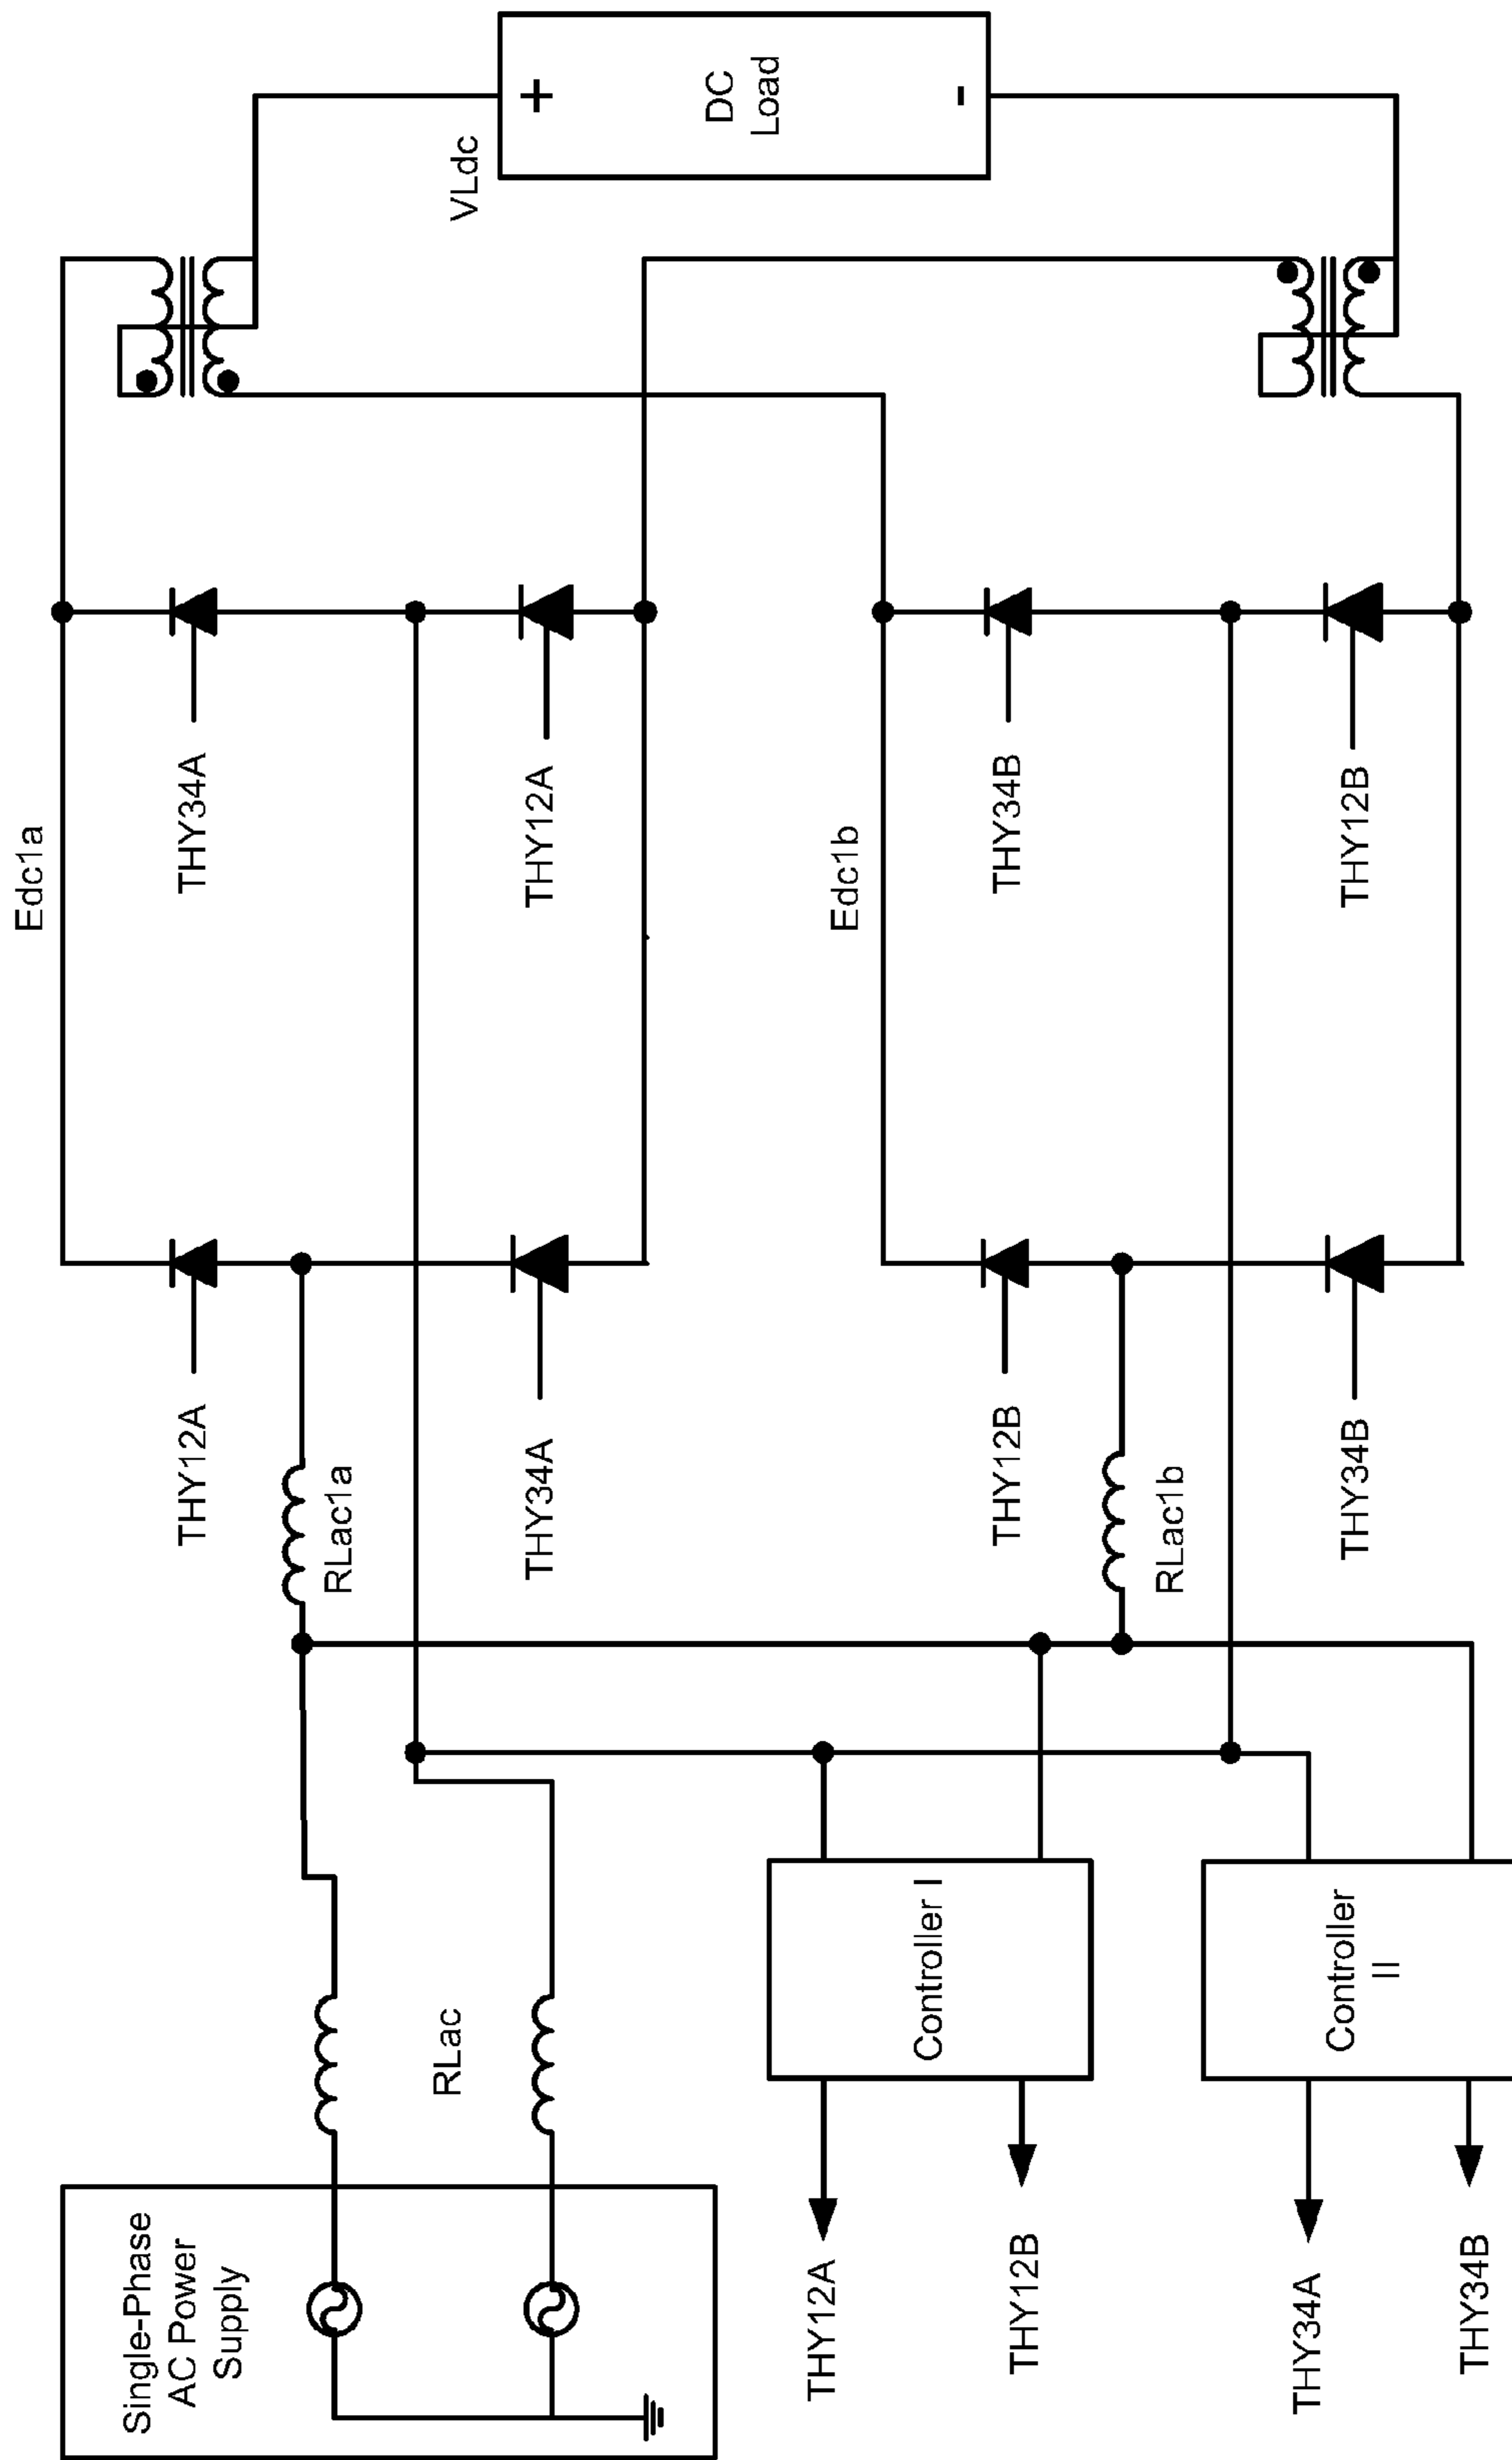 Single-Phase
AC Power
Supply
RLac
RLac1a
THY12A
THY34A
Edc1a
THY34A
THY12A
VLdc
+
DC
Load
-
Controller I
THY12A
THY12B
Controller
II
THY34A
THY34B
RLac1b
THY12B
THY34B
Edc1b
THY34B
THY12B